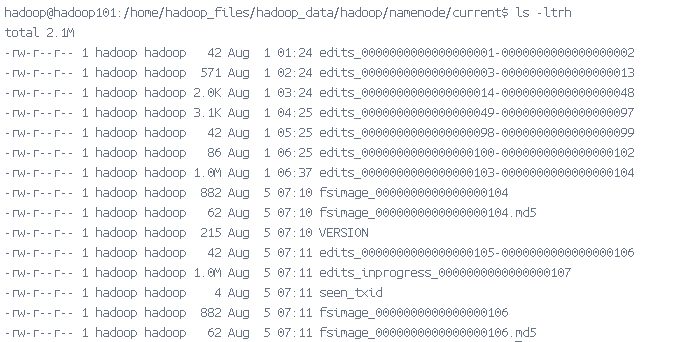 hadoop@hadoop101:/home/hadoop_files/hadoop_data/hadoop/namenode/current$ ls -ltrh
total 2.1M
-rw-r--r-- 1 hadoop hadoop   42 Aug  1 01:24 edits_0000000000000000001-0000000000000000002
-rw-r--r-- 1 hadoop hadoop  571 Aug  1 02:24 edits_0000000000000000003-0000000000000000013
-rw-r--r-- 1 hadoop hadoop 2.0K Aug  1 03:24 edits_0000000000000000014-0000000000000000048
-rw-r--r-- 1 hadoop hadoop 3.1K Aug  1 04:25 edits_0000000000000000049-0000000000000000097
-rw-r--r-- 1 hadoop hadoop   42 Aug  1 05:25 edits_0000000000000000098-0000000000000000099
-rw-r--r-- 1 hadoop hadoop   86 Aug  1 06:25 edits_0000000000000000100-0000000000000000102
-rw-r--r-- 1 hadoop hadoop 1.0M Aug  1 06:37 edits_0000000000000000103-0000000000000000104
-rw-r--r-- 1 hadoop hadoop  882 Aug  5 07:10 fsimage_0000000000000000104
-rw-r--r-- 1 hadoop hadoop   62 Aug  5 07:10 fsimage_0000000000000000104.md5
-rw-r--r-- 1 hadoop hadoop  215 Aug  5 07:10 VERSION
-rw-r--r-- 1 hadoop hadoop   42 Aug  5 07:11 edits_0000000000000000105-0000000000000000106
-rw-r--r-- 1 hadoop hadoop 1.0M Aug  5 07:11 edits_inprogress_0000000000000000107
-rw-r--r-- 1 hadoop hadoop    4 Aug  5 07:11 seen_txid
-rw-r--r-- 1 hadoop hadoop  882 Aug  5 07:11 fsimage_0000000000000000106
-rw-r--r-- 1 hadoop hadoop   62 Aug  5 07:11 fsimage_0000000000000000106.md5